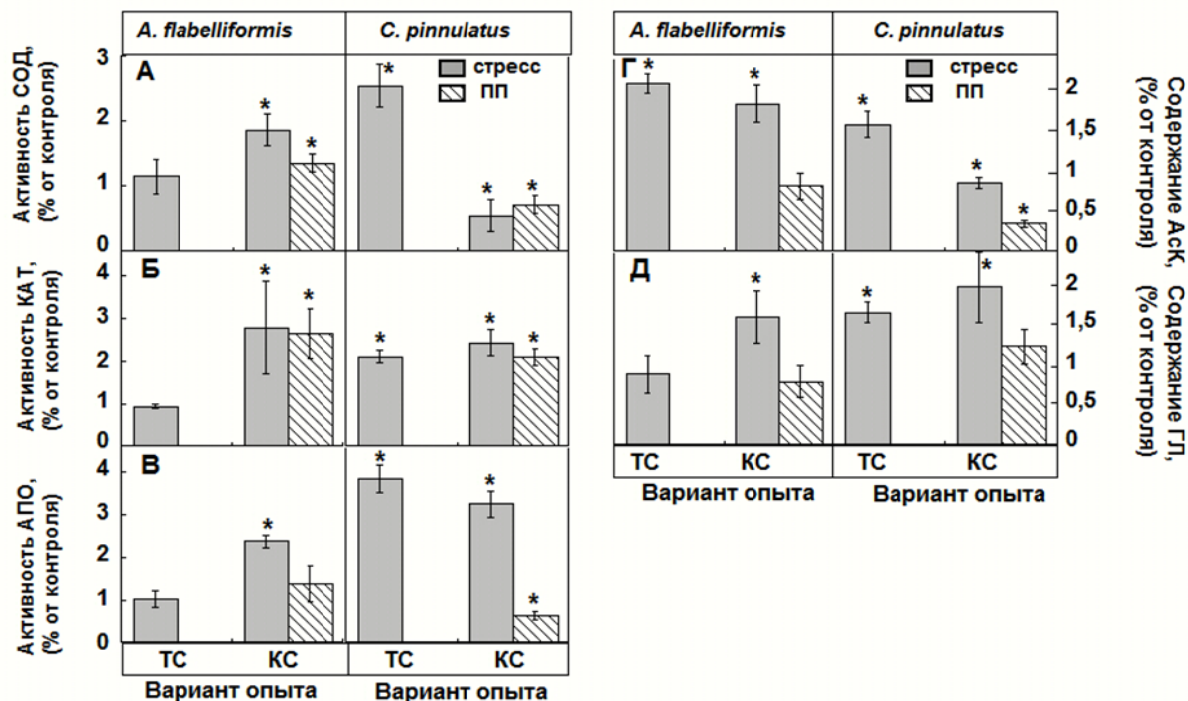 A. flabelliformis
C. pinnulatus
Активность СОД,
(% от контроля)
3
2
1
0
А
*
*
*
*
*
стресс
ПП
Активность КАТ,
(% от контроля)
4
3
2
1
0
Б
*
*
*
*
*
Активность АПО,
(% от контроля)
4
3
2
1
0
В
*
*
*
*
ТС
КС
ТС
КС
Вариант опыта
Вариант опыта
A. flabelliformis
C. pinnulatus
Г
*
*
*
*
*
стресс
ПП
2
1,5
1
0,5
0
Содержание АсК,
(% от контроля)
Д
*
*
*
2
1,5
1
0,5
0
Содержание ГП,
(% от контроля)
ТС
КС
ТС
КС
Вариант опыта
Вариант опыта